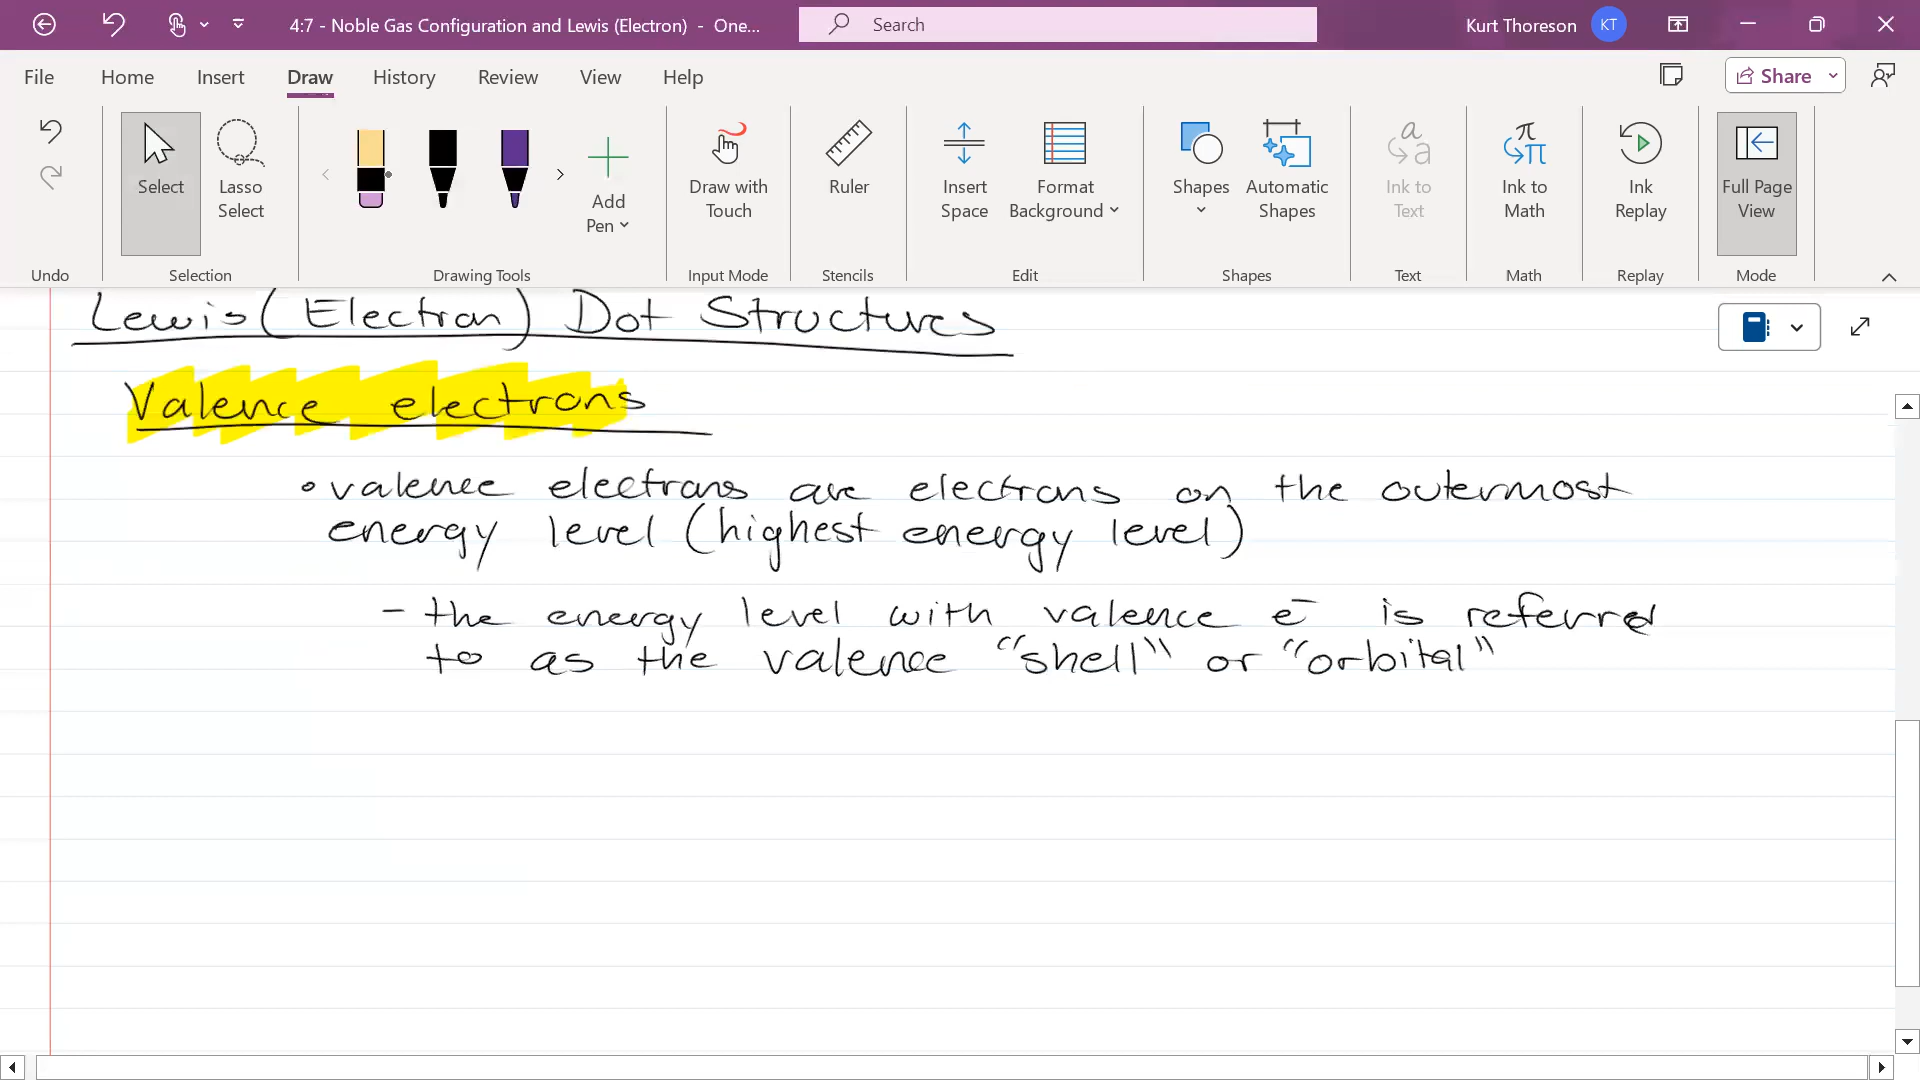 4:7 - Noble Gas Configuration and Lewis (Electron) - One...
Search
Kurt Thoreson
KT
File
Home
Insert
Draw
History
Review
View
Help
Share
Select
Lasso
Select
Add
Pen
Draw with
Touch
Ruler
Insert
Space
Format
Background
Shapes
Automatic
Shapes
a
a
Ink to
Text
π
π
Ink to
Math
Ink
Replay
Full Page
View
Undo
Selection
Drawing Tools
Input Mode
Stencils
Edit
Shapes
Text
Math
Replay
Mode
Lewis (Electron) Dot Structures
Valence electrons
• valence electrons are electrons on the outermost
energy level (highest energy level)
- the energy level with valence e⁻ is referred
to as the valence "shell" or "orbital"